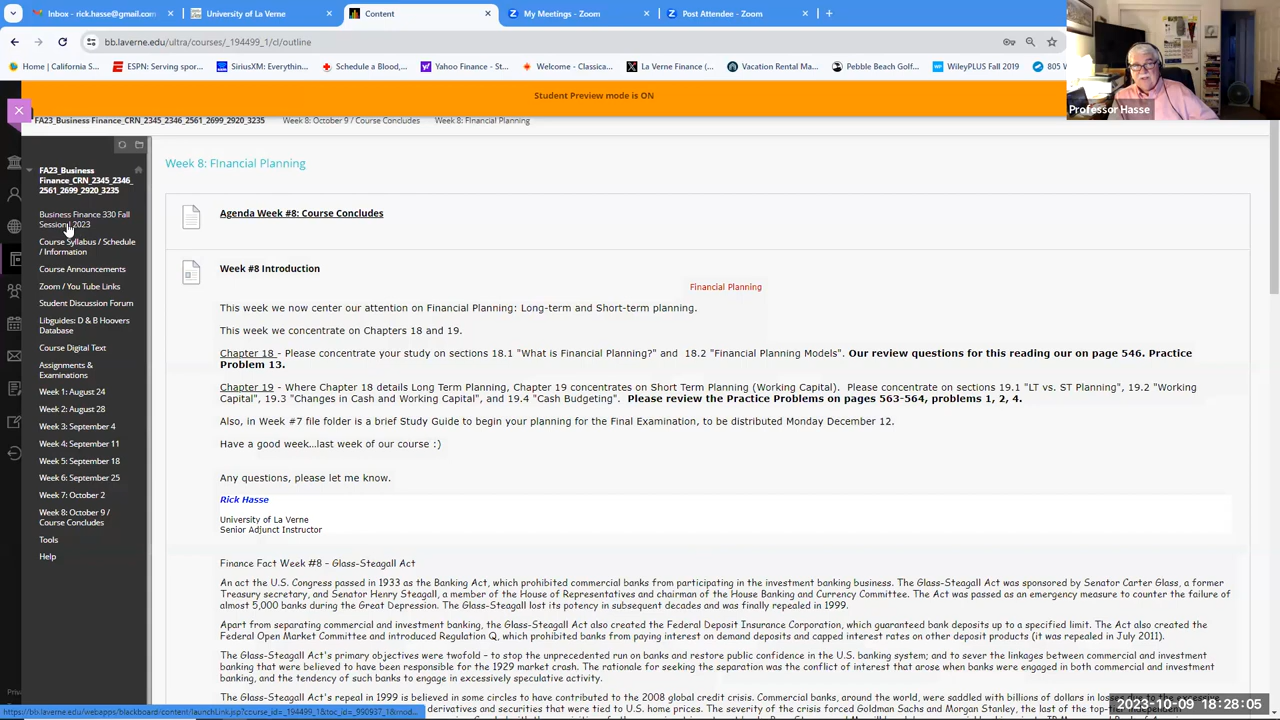 Inbox - rick.hasse@gmail.com
University of La Verne
Content
My Meetings - Zoom
Post Attendee - Zoom
bb.laverne.edu/ultra/courses/_194499_1/cl/outline
Home | California S...
ESPN: Serving spor...
SiriusXM: Everythin...
Schedule a Blood,...
Yahoo Finance - St...
Welcome - Classica...
La Verne Finance (...
Vacation Rental Ma...
Pebble Beach Golf...
WileyPLUS Fall 2019
805 W
Professor Hasse
Student Preview mode is ON
FA23_Business Finance_CRN_2345_2346_2561_2699_2920_3235
Week 8: October 9 / Course Concludes
Week 8: Financial Planning
FA23_Business
Finance_CRN_2345_2346_
2561_2699_2920_3235
Business Finance 330 Fall
Course Syllabus / Schedule
/ Information
Course Announcements
Zoom / You Tube Links
Student Discussion Forum
Libguides: D & B Hoovers
Database
Course Digital Text
Assignments &
Examinations
Week 1: August 24
Week 2: August 28
Week 3: September 4
Week 4: September 11
Week 5: September 18
Week 6: September 25
Week 7: October 2
Week 8: October 9 /
Course Concludes
Tools
Help
Week 8: FInancial Planning
Agenda Week #8: Course Concludes
Week #8 Introduction
Financial Planning
This week we now center our attention on Financial Planning: Long-term and Short-term planning.
This week we concentrate on Chapters 18 and 19.
Chapter 18 - Please concentrate your study on sections 18.1 "What is Financial Planning?" and 18.2 "Financial Planning Models". Our review questions for this reading our on page 546. Practice
Problem 13.
Chapter 19 - Where Chapter 18 details Long Term Planning, Chapter 19 concentrates on Short Term Planning (Working Capital). Please concentrate on sections 19.1 "LT vs. ST Planning", 19.2 "Working
Capital", 19.3 "Changes in Cash and Working Capital", and 19.4 "Cash Budgeting". Please review the Practice Problems on pages 563-564, problems 1, 2, 4.
Also, in Week #7 file folder is a brief Study Guide to begin your planning for the Final Examination, to be distributed Monday December 12.
Have a good week...last week of our course :)
Any questions, please let me know.
Rick Hasse
University of La Verne
Senior Adjunct Instructor
Finance Fact Week #8 - Glass-Steagall Act
An act the U.S. Congress passed in 1933 as the Banking Act, which prohibited commercial banks from participating in the investment banking business. The Glass-Steagall Act was sponsored by Senator Carter Glass, a former
Treasury secretary, and Senator Henry Steagall, a member of the House of Representatives and chairman of the House Banking and Currency Committee. The Act was passed as an emergency measure to counter the failure of
almost 5,000 banks during the Great Depression. The Glass-Steagall lost its potency in subsequent decades and was finally repealed in 1999.
Apart from separating commercial and investment banking, the Glass-Steagall Act also created the Federal Deposit Insurance Corporation, which guaranteed bank deposits up to a specified limit. The Act also created the
Federal Open Market Committee and introduced Regulation Q, which prohibited banks from paying interest on demand deposits and capped interest rates on other deposit products (it was repealed in July 2011).
The Glass-Steagall Act's primary objectives were twofold - to stop the unprecedented run on banks and restore public confidence in the U.S. banking system; and to sever the linkages between commercial and investment
banking that were believed to have been responsible for the 1929 market crash. The rationale for seeking the separation was the conflict of interest that arose when banks were engaged in both commercial and investment
banking, and the tendency of such banks to engage in excessively speculative activity.
The Glass-Steagall Act's repeal in 1999 is believed in some circles to have contributed to the 2008 global credit crisis. Commercial banks around the world, were saddled with billions of dollars in losses due to the
derivatives and securities that were tied to U.S. home prices. The severity of the crisis forced Goldman Sachs and Morgan Stanley, the last of the top-tier
https://bb.laverne.edu/webapps/blackboard/content/launchLink.jsp?course_id=_194499_1&toc_id=_990937_1&mod...
2023-10-09 18:28:05